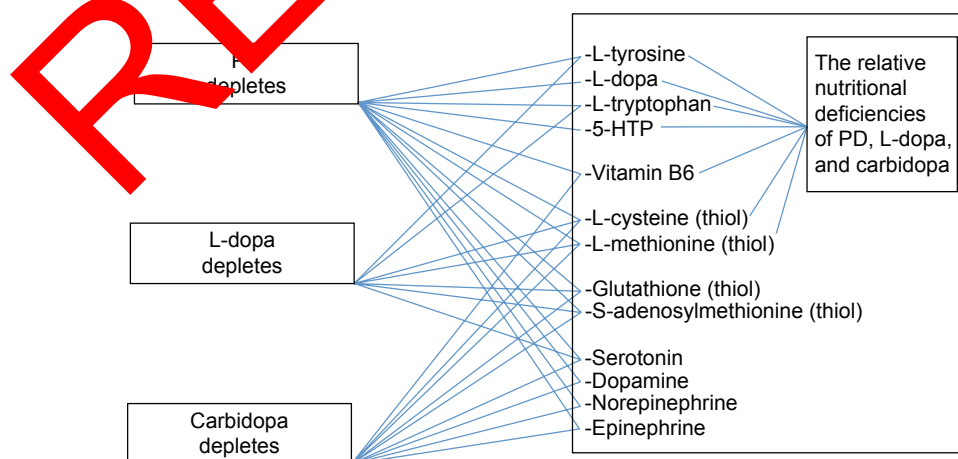 depletes
-L-tyrosine
-L-dopa
-L-tryptophan
-5-HTP
-Vitamin B6
-L-cysteine (thiol)
-L-methionine (thiol)
-Glutathione (thiol)
-S-adenosylmethionine (thiol)
-Serotonin
-Dopamine
-Norepinephrine
-Epinephrine
The relative
nutritional
deficiencies
of PD, L-dopa,
and carbidopa
L-dopa
depletes
Carbidopa
depletes